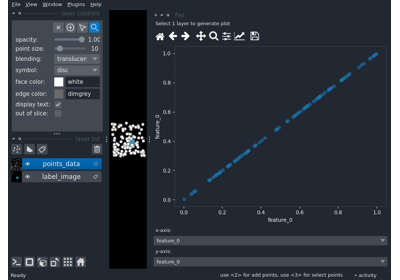 File View Window Plugins Help
layer controls
opacity: 1.00
point size: 10
blending: translucen
symbol: disc
face color: white
edge color: dimgrey
display text:
out of slice:
layer list
points_data
label_image
Ready
Select 1 layer to generate plot
1.0
0.8
0.6
0.4
0.2
0.0
feature_0
0.0 0.2 0.4 0.6 0.8 1.0
feature_0
x-axis:
feature_0
y-axis:
feature_0
use <2> for add points, use <3> for select points
activity